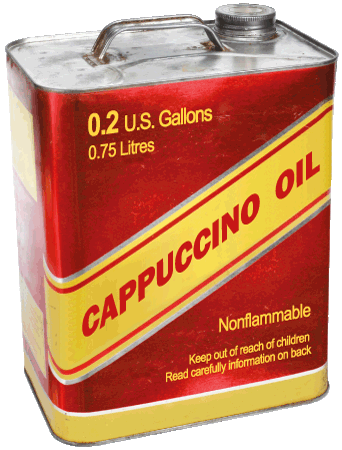 0.2 U.S. Gallons
0.75 Litres
CAPPUCCINO OIL
Nonflammable
Keep out of reach of children
Read carefully information on back